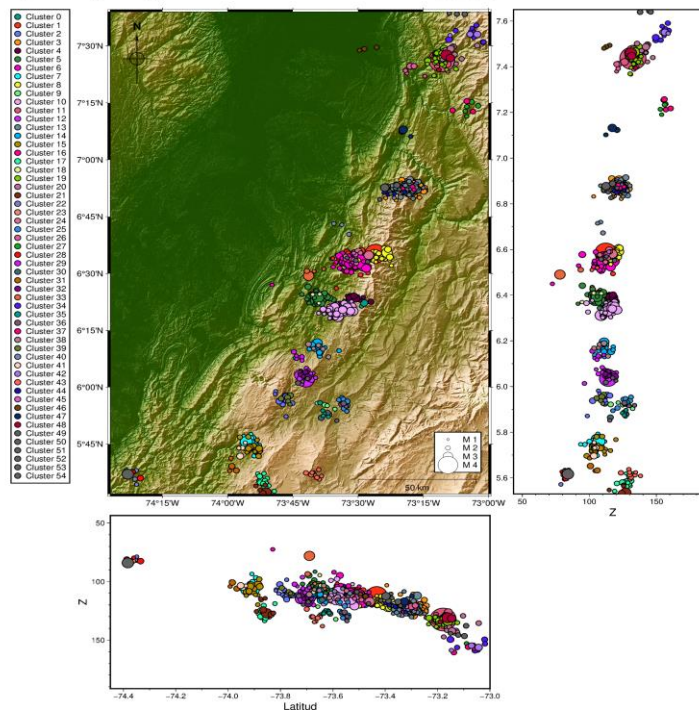 Cluster 0
Cluster 1
Cluster 2
Cluster 3
Cluster 4
Cluster 5
Cluster 6
Cluster 7
Cluster 8
Cluster 9
Cluster 10
Cluster 11
Cluster 12
Cluster 13
Cluster 14
Cluster 15
Cluster 16
Cluster 17
Cluster 18
Cluster 19
Cluster 20
Cluster 21
Cluster 22
Cluster 23
Cluster 24
Cluster 25
Cluster 26
Cluster 27
Cluster 28
Cluster 29
Cluster 30
Cluster 31
Cluster 32
Cluster 33
Cluster 34
Cluster 35
Cluster 36
Cluster 37
Cluster 38
Cluster 39
Cluster 40
Cluster 41
Cluster 42
Cluster 43
Cluster 44
Cluster 45
Cluster 46
Cluster 47
Cluster 48
Cluster 49
Cluster 50
Cluster 51
Cluster 52
Cluster 53
Cluster 54
N
7°30'N
7°15'N
7°00'N
6°45'N
6°30'N
6°15'N
6°00'N
5°45'N
74°15'W 74°00'W 73°45'W 73°30'W 73°15'W 73°00'W
M 1
M 2
M 3
M 4
50 km
7.6
7.4
7.2
7.0
6.8
6.6
6.4
6.2
6.0
5.8
5.6
50 100 150
Z
Z
50
100
150
−74.4 −74.2 −74.0 −73.8 −73.6 −73.4 −73.2 −73.0
Latitud